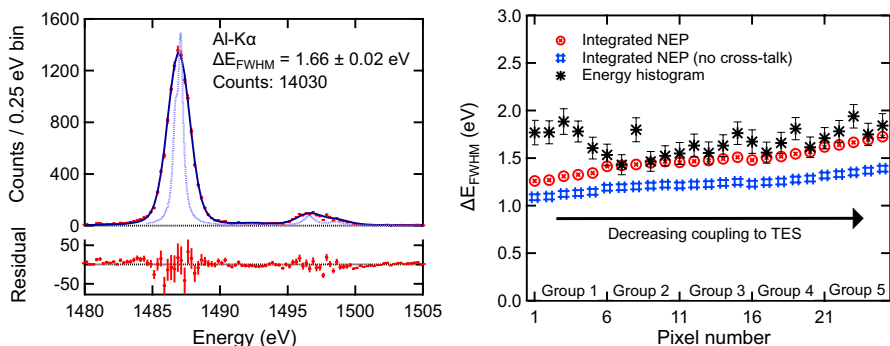 1600
1200
800
400
0
Counts / 0.25 eV bin
Al-Kα
ΔE_FWHM = 1.66 ± 0.02 eV
Counts: 14030
50
0
-50
Residual
1480 1485 1490 1495 1500 1505
Energy (eV)
3.0
2.5
2.0
1.5
1.0
0.5
0.0
ΔE_FWHM (eV)
Integrated NEP
Integrated NEP (no cross-talk)
Energy histogram
Decreasing coupling to TES
Group 1 Group 2 Group 3 Group 4 Group 5
1 6 11 16 21
Pixel number